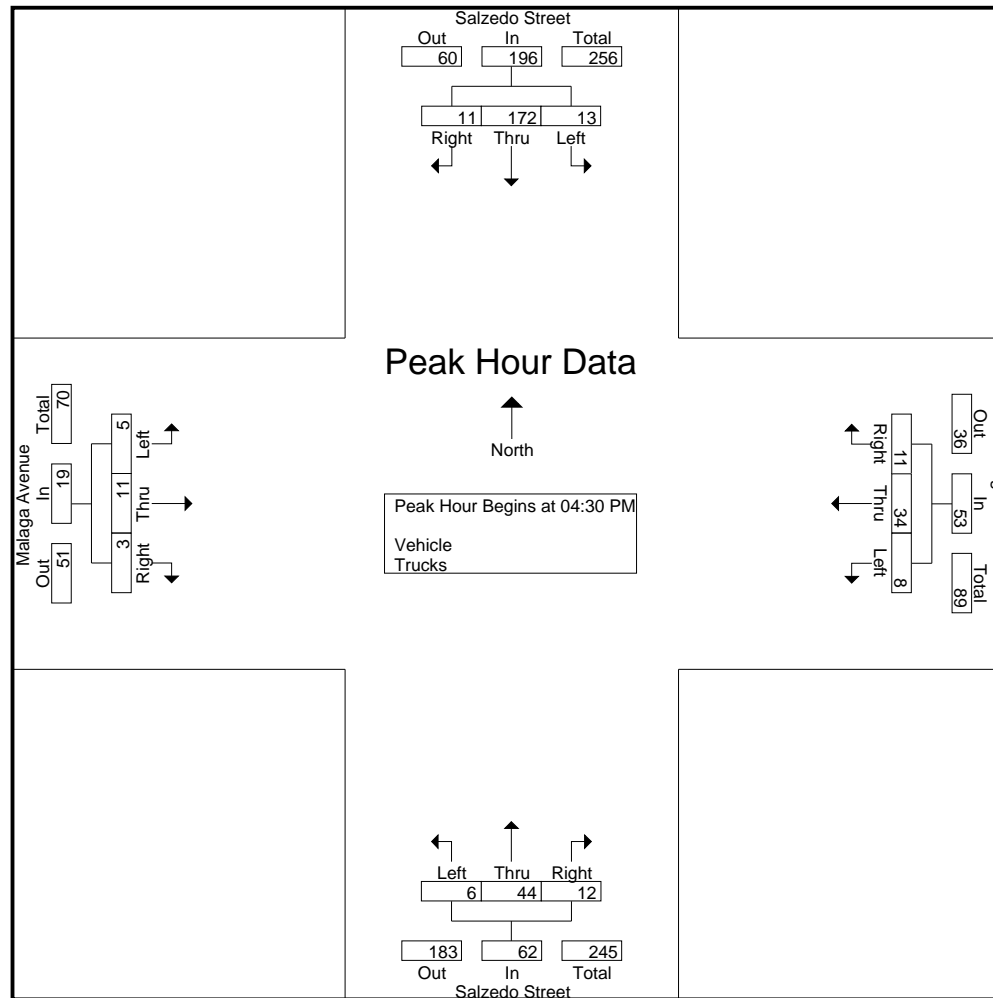 Salzedo Street
Out In Total
60 196 256
11 172 13
Right Thru Left
Peak Hour Data
North
Peak Hour Begins at 04:30 PM
Vehicle
Trucks
Malaga Avenue
Out In Total
51 19 70
5 11 3
Left Thru Right
Right Thru Left
11 34 8
Out In Total
36 53 89
Left Thru Right
6 44 12
183 62 245
Out In Total
Salzedo Street